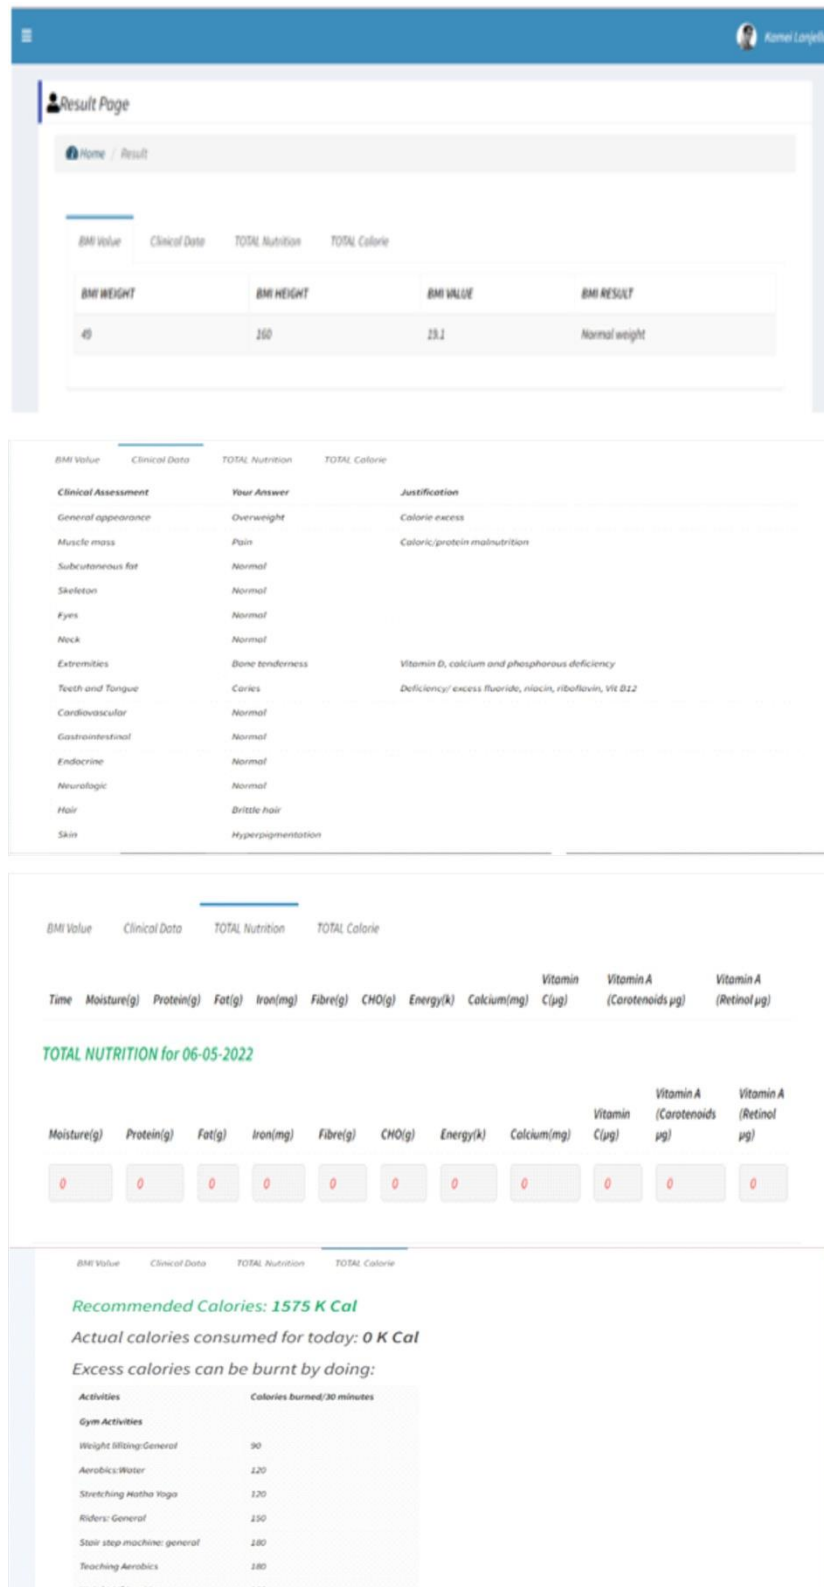 Kamei Lanjell
Result Page
Home / Result
BMI Value Clinical Data TOTAL Nutrition TOTAL Calorie
BMI WEIGHT BMI HEIGHT BMI VALUE BMI RESULT
49 160 19.1 Normal weight
BMI Value Clinical Data TOTAL Nutrition TOTAL Calorie
Clinical Assessment Your Answer Justification
General appearance Overweight Calorie excess
Muscle mass Pain Caloric/protein malnutrition
Subcutaneous fat Normal
Skeleton Normal
Eyes Normal
Neck Normal
Extremities Bone tenderness Vitamin D, calcium and phosphorous deficiency
Teeth and Tongue Caries Deficiency/ excess fluoride, niacin, riboflavin, Vit B12
Cardiovascular Normal
Gastrointestinal Normal
Endocrine Normal
Neurologic Normal
Hair Brittle hair
Skin Hyperpigmentation
BMI Value Clinical Data TOTAL Nutrition TOTAL Calorie
Time Moisture(g) Protein(g) Fat(g) Iron(mg) Fibre(g) CHO(g) Energy(k) Calcium(mg) Vitamin C(µg) Vitamin A (Carotenoids µg) Vitamin A (Retinol µg)
TOTAL NUTRITION for 06-05-2022
Moisture(g) Protein(g) Fat(g) Iron(mg) Fibre(g) CHO(g) Energy(k) Calcium(mg) Vitamin C(µg) Vitamin A (Carotenoids µg) Vitamin A (Retinol µg)
0 0 0 0 0 0 0 0 0 0 0
BMI Value Clinical Data TOTAL Nutrition TOTAL Calorie
Recommended Calories: 1575 K Cal
Actual calories consumed for today: 0 K Cal
Excess calories can be burnt by doing:
Activities Calories burned/30 minutes
Gym Activities
Weight lifting:General 90
Aerobics:Water 120
Stretching Hatha Yoga 120
Riders: General 150
Stair step machine: general 180
Teaching Aerobics 180